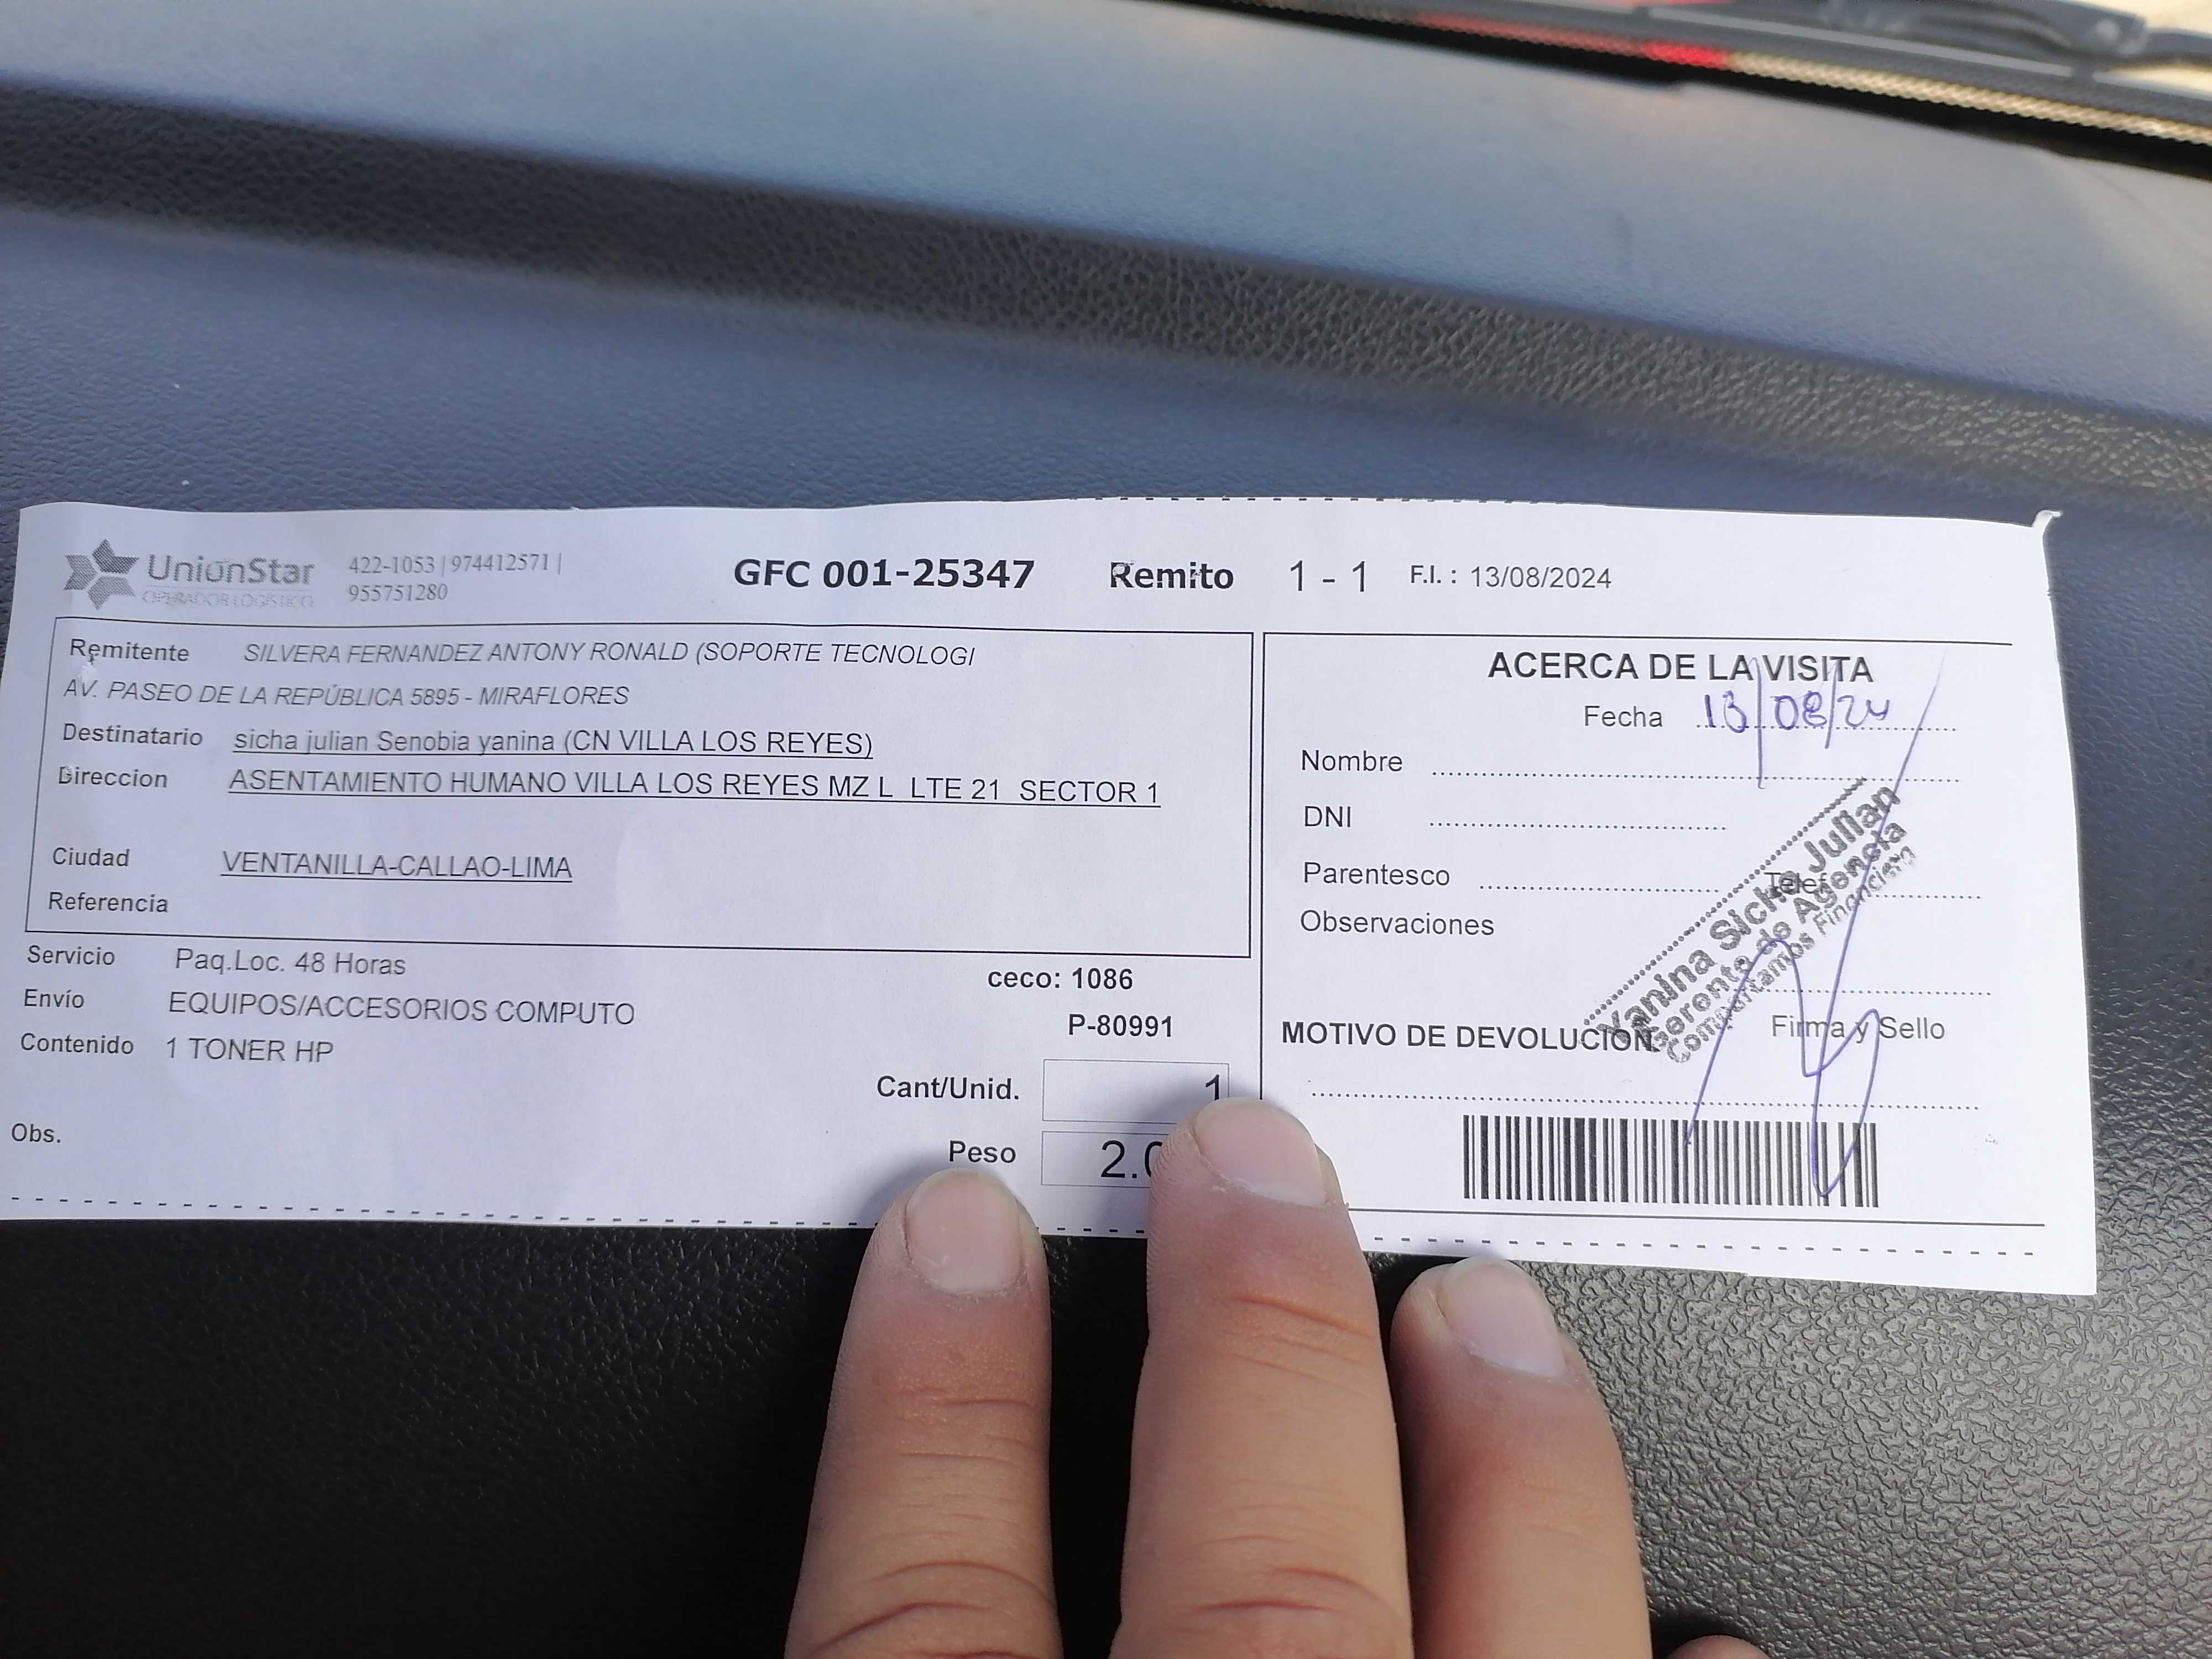 UnionStar 422-1053 | 974412571 |
OPERADOR LOGÍSTICO 955751280
GFC 001-25347 Remito 1 - 1 F.I. : 13/08/2024
Remitente SILVERA FERNANDEZ ANTONY RONALD (SOPORTE TECNOLOGI
AV. PASEO DE LA REPÚBLICA 5895 - MIRAFLORES
Destinatario sicha julian Senobia yanina (CN VILLA LOS REYES)
Direccion ASENTAMIENTO HUMANO VILLA LOS REYES MZ L LTE 21 SECTOR 1
Ciudad VENTANILLA-CALLAO-LIMA
Referencia
Servicio Paq.Loc. 48 Horas
ceco: 1086
Envío EQUIPOS/ACCESORIOS COMPUTO
P-80991
Contenido 1 TONER HP
Cant/Unid. 1
Peso
Obs.
ACERCA DE LA VISITA
Fecha 13/08/24
Nombre
DNI
Parentesco
Observaciones
Yanina Sicha Julian
Gerente de Agencia
Compartamos Financiera
Firma y Sello
MOTIVO DE DEVOLUCION